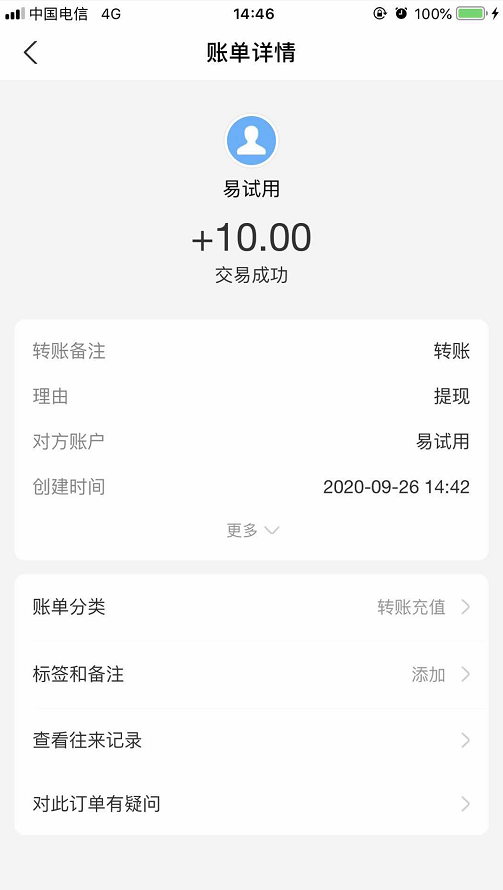 中国电信 4G 14:46 100%
账单详情
易试用
+10.00
交易成功
转账备注 转账
理由 提现
对方账户 易试用
创建时间 2020-09-26 14:42
更多
账单分类 转账充值
标签和备注 添加
查看往来记录
对此订单有疑问